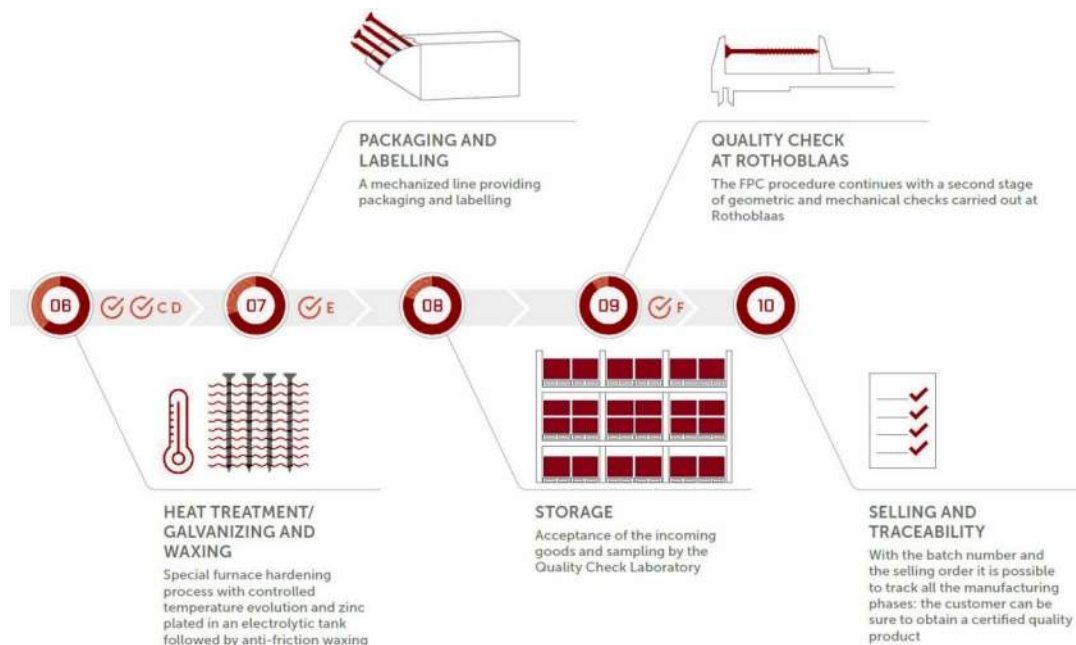 PACKAGING AND
LABELLING
A mechanized line providing
packaging and labelling
QUALITY CHECK
AT ROTHOBLAAS
The FPC procedure continues with a second stage
of geometric and mechanical checks carried out at
Rothoblaas
06
C D
07
E
08
09
F
10
HEAT TREATMENT/
GALVANIZING AND
WAXING
Special furnace hardening
process with controlled
temperature evolution and zinc
plated in an electrolytic tank
followed by anti-friction waxing
STORAGE
Acceptance of the incoming
goods and sampling by the
Quality Check Laboratory
SELLING AND
TRACEABILITY
With the batch number and
the selling order it is possible
to track all the manufacturing
phases: the customer can be
sure to obtain a certified quality
product